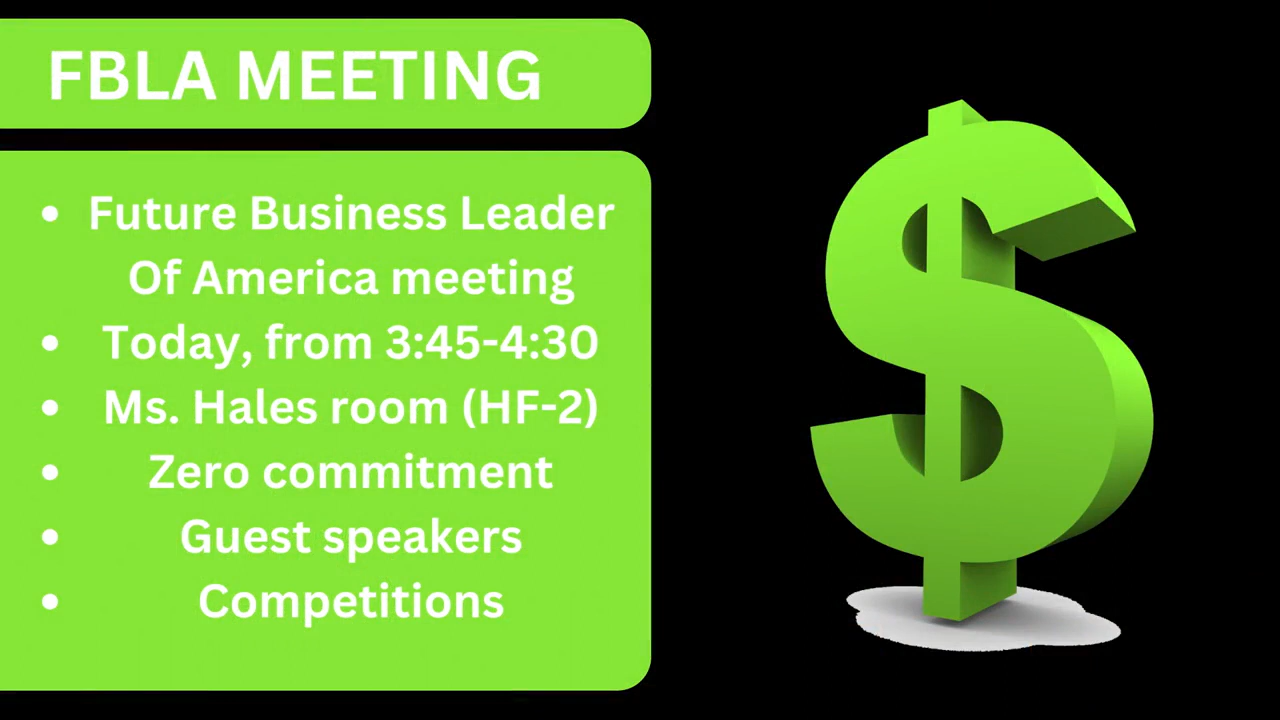 FBLA MEETING
• Future Business Leader
Of America meeting
• Today, from 3:45-4:30
• Ms. Hales room (HF-2)
• Zero commitment
• Guest speakers
• Competitions
$